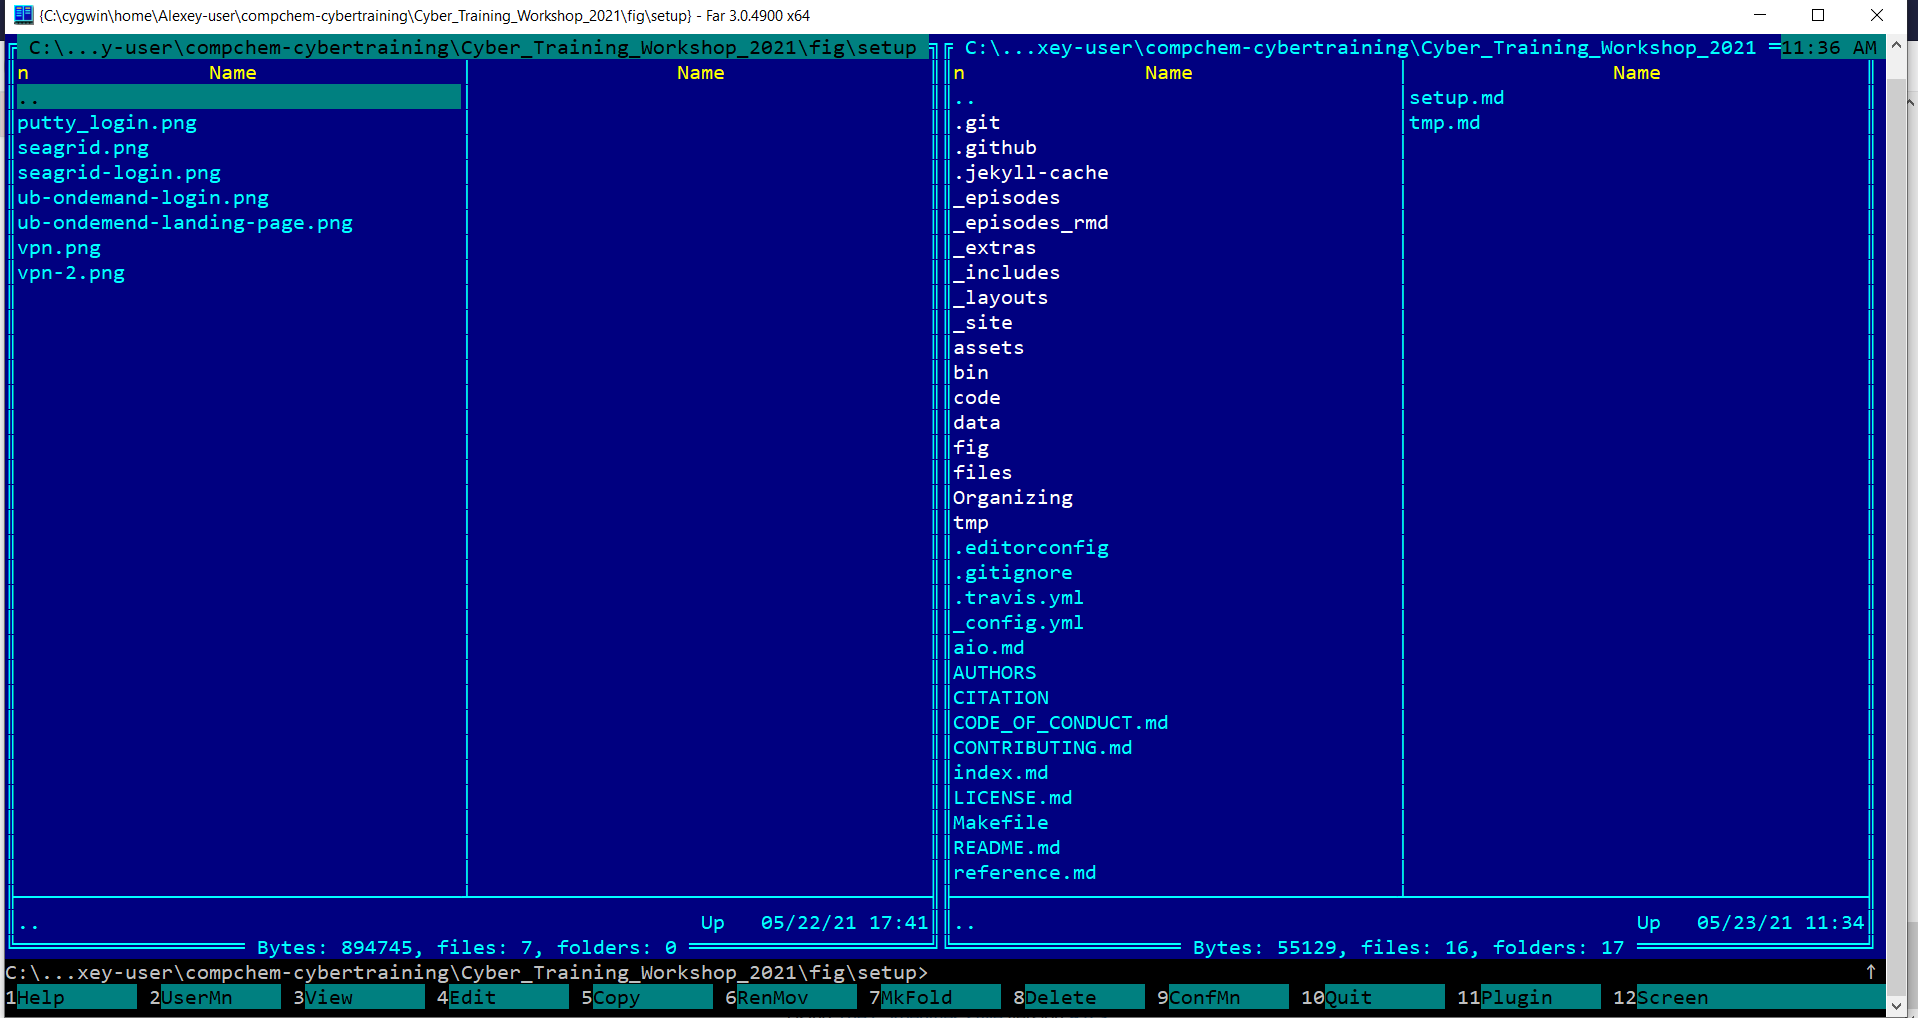 {C:\cygwin\home\Alexey-user\compchem-cybertraining\Cyber_Training_Workshop_2021\fig\setup} - Far 3.0.4900 x64
C:\...y-user\compchem-cybertraining\Cyber_Training_Workshop_2021\fig\setup
n Name Name
..
putty_login.png
seagrid.png
seagrid-login.png
ub-ondemand-login.png
ub-ondemend-landing-page.png
vpn.png
vpn-2.png
.. Up 05/22/21 17:41
Bytes: 894745, files: 7, folders: 0
C:\...xey-user\compchem-cybertraining\Cyber_Training_Workshop_2021 11:36 AM
n Name Name
..
.git
.github
.jekyll-cache
_episodes
_episodes_rmd
_extras
_includes
_layouts
_site
assets
bin
code
data
fig
files
Organizing
tmp
.editorconfig
.gitignore
.travis.yml
_config.yml
aio.md
AUTHORS
CITATION
CODE_OF_CONDUCT.md
CONTRIBUTING.md
index.md
LICENSE.md
Makefile
README.md
reference.md
setup.md
tmp.md
.. Up 05/23/21 11:34
Bytes: 55129, files: 16, folders: 17
C:\...xey-user\compchem-cybertraining\Cyber_Training_Workshop_2021\fig\setup>
1Help 2UserMn 3View 4Edit 5Copy 6RenMov 7MkFold 8Delete 9ConfMn 10Quit 11Plugin 12Screen